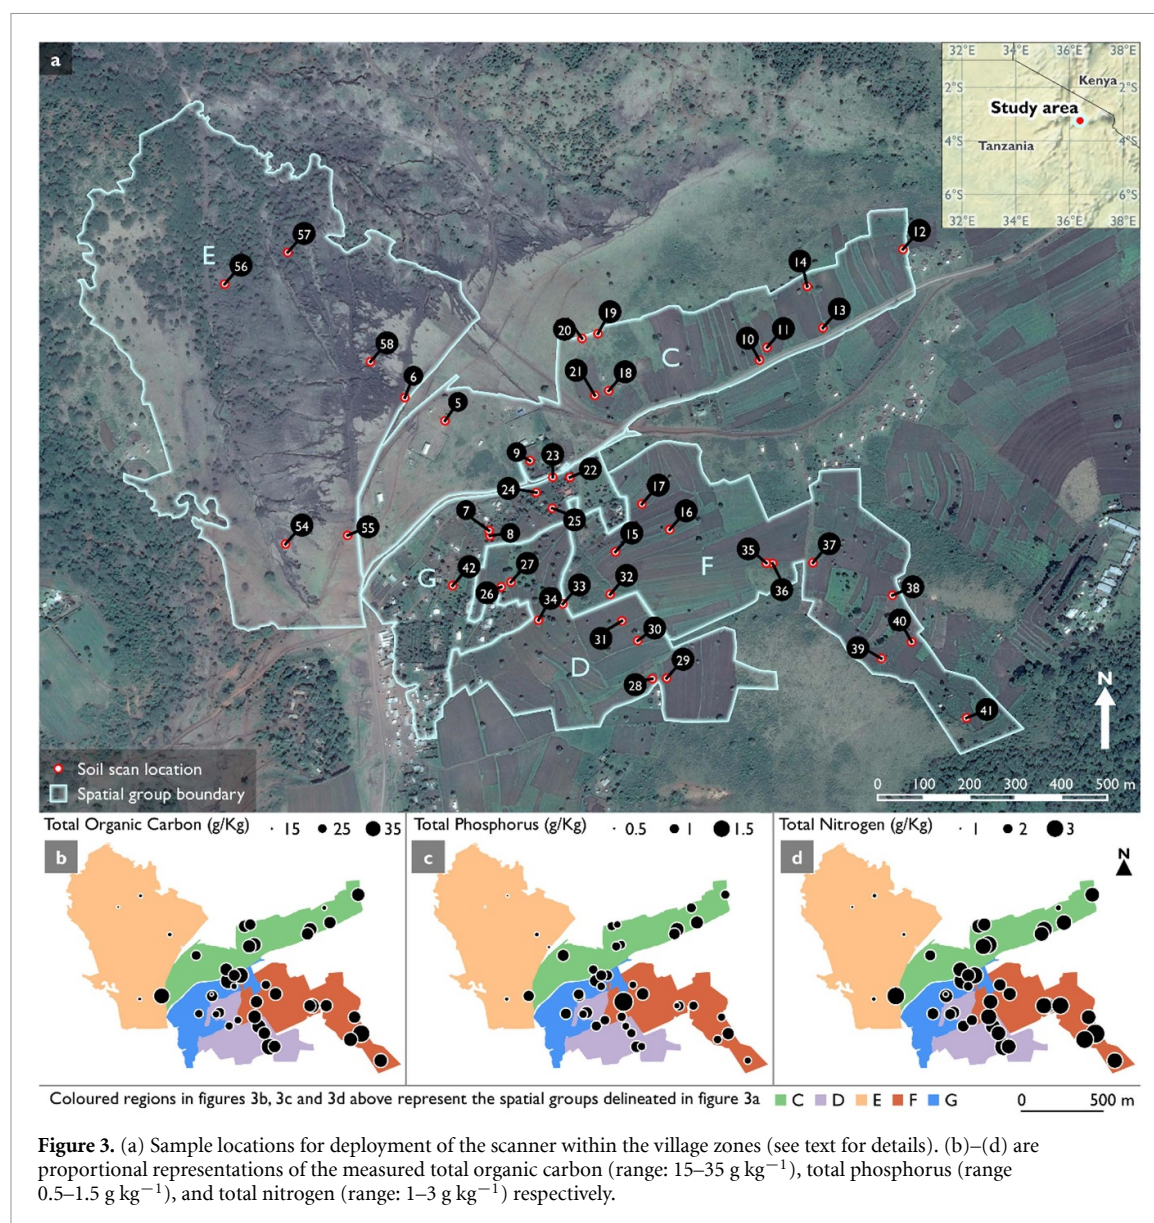 a
32°E 34°E 36°E 38°E
Kenya
2°S 2°S
Study area
4°S 4°S
Tanzania
6°S 6°S
32°E 34°E 36°E 38°E
12
57
E
56
14
19
20
13
11
10
C
58
21
18
6
5
9
23
22
24
17
7
8
25
16
54
55
15
35
F
37
42
27
G
26
34
33
32
36
38
31
30
40
39
D
29
28
N
41
Soil scan location
Spatial group boundary
0 100 200 300 400 500 m
Total Organic Carbon (g/Kg) 15 25 35
Total Phosphorus (g/Kg) 0.5 1 1.5
Total Nitrogen (g/Kg) 1 2 3
b
c
d
N
Coloured regions in figures 3b, 3c and 3d above represent the spatial groups delineated in figure 3a C D E F G
0 500 m
Figure 3. (a) Sample locations for deployment of the scanner within the village zones (see text for details). (b)–(d) are
proportional representations of the measured total organic carbon (range: 15–35 g kg−1), total phosphorus (range
0.5–1.5 g kg−1), and total nitrogen (range: 1–3 g kg−1) respectively.